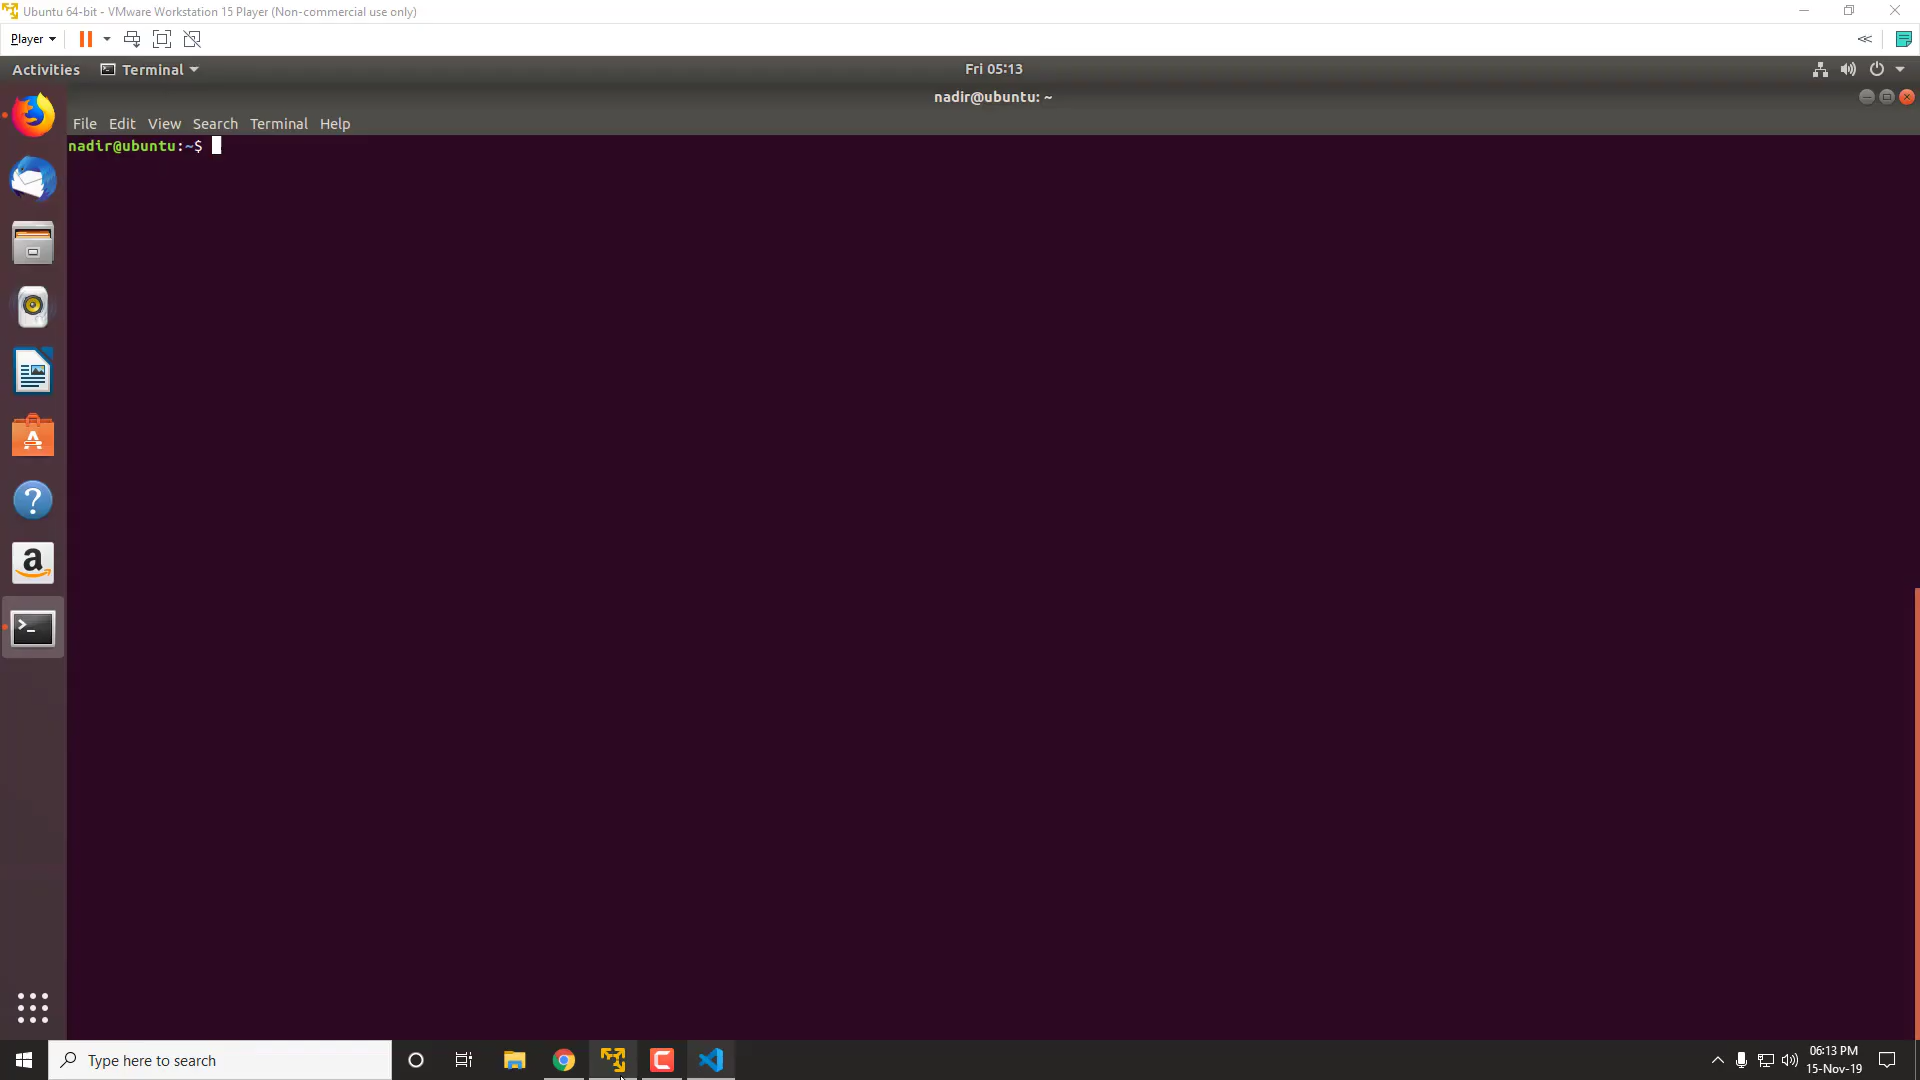 Ubuntu 64-bit - VMware Workstation 15 Player (Non-commercial use only)
Player
Activities Terminal Fri 05:13
nadir@ubuntu: ~
File Edit View Search Terminal Help
nadir@ubuntu:~$
Type here to search
06:13 PM
15-Nov-19